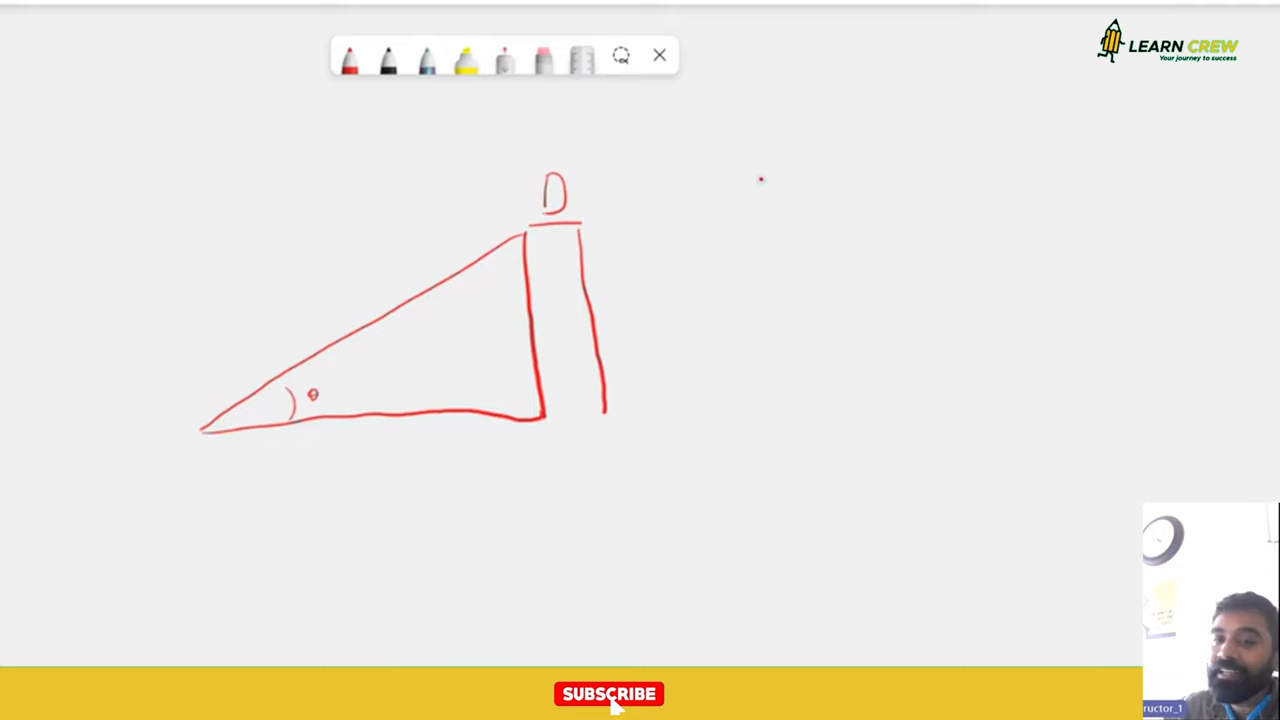 LEARN CREW
Your journey to success
D
θ
SUBSCRIBE
ructor_1